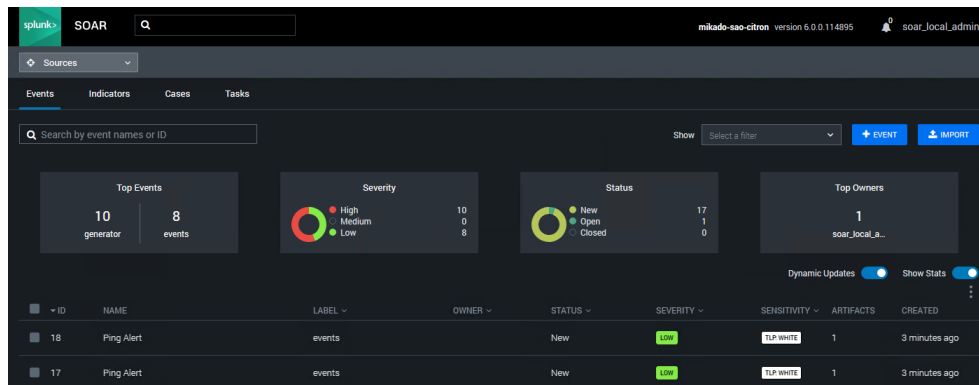 splunk> SOAR mikado-sao-citron version 6.0.0.114895 0 soar_local_admin
Sources
Events Indicators Cases Tasks
Search by event names or ID Show Select a filter + EVENT IMPORT
Top Events Severity Status Top Owners
10 8 High 10 New 17 1
generator events Medium 0 Open 1 soar_local_a...
Low 8 Closed 0
Dynamic Updates Show Stats
ID NAME LABEL OWNER STATUS SEVERITY SENSITIVITY ARTIFACTS CREATED
18 Ping Alert events New LOW TLP: WHITE 1 3 minutes ago
17 Ping Alert events New LOW TLP: WHITE 1 3 minutes ago